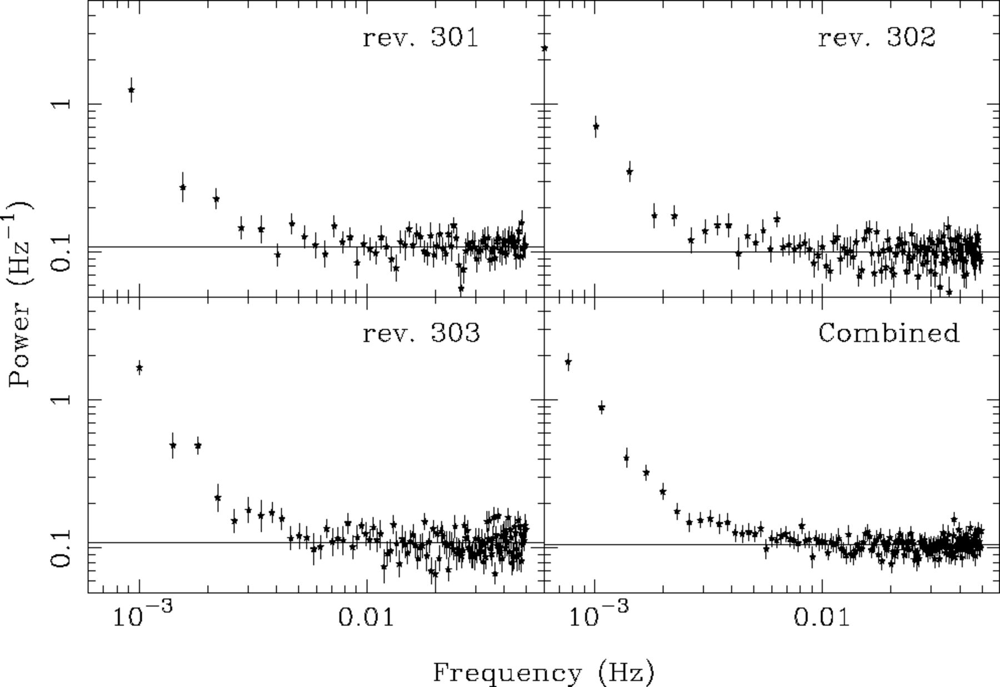 rev. 301
rev. 302
1
0.1
Power (Hz⁻¹)
rev. 303
Combined
1
0.1
10⁻³
0.01
10⁻³
0.01
Frequency (Hz)